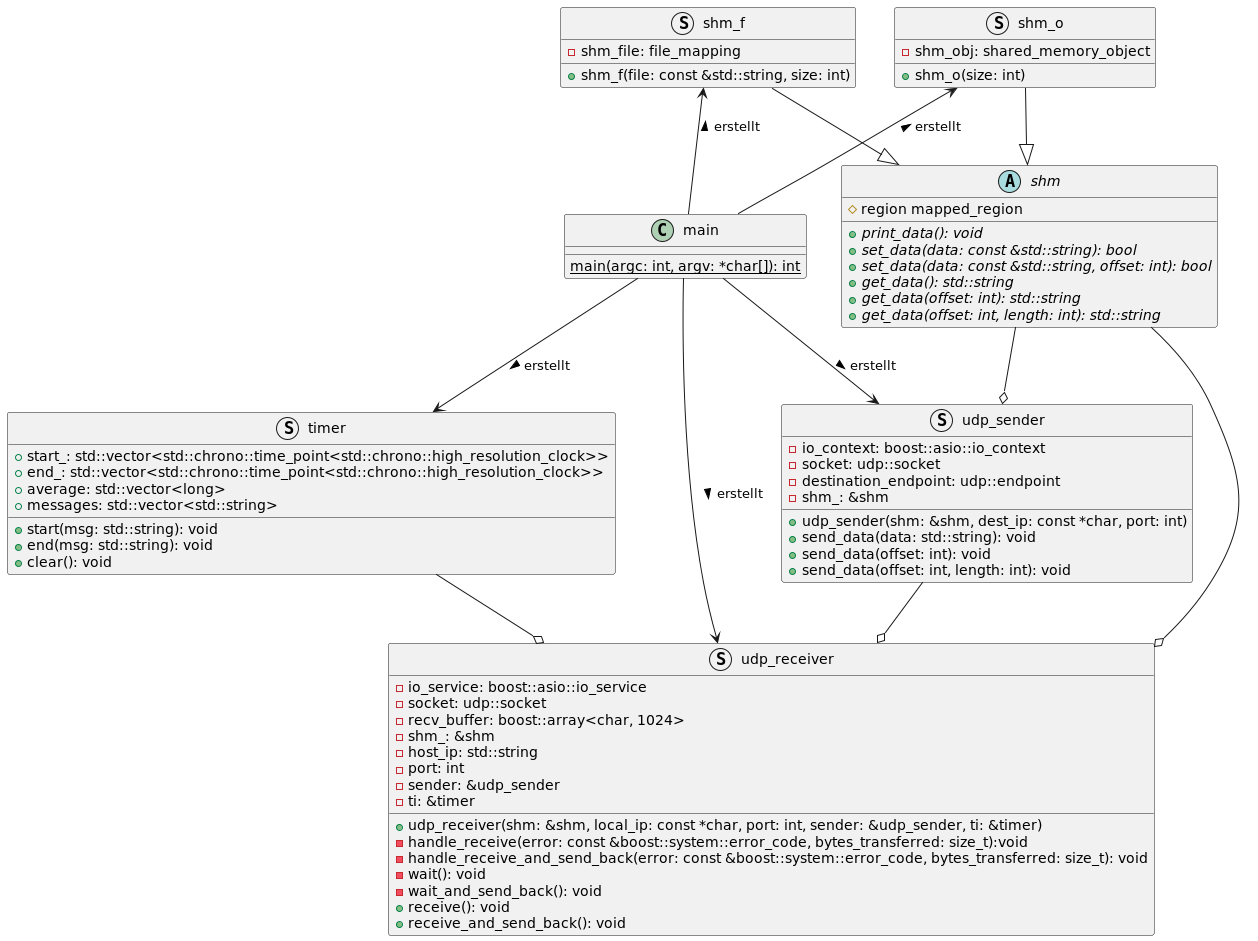 S shm_f
shm_file: file_mapping
shm_f(file: const &std::string, size: int)
S shm_o
shm_obj: shared_memory_object
shm_o(size: int)
erstellt
erstellt
A shm
region mapped_region
print_data(): void
set_data(data: const &std::string): bool
set_data(data: const &std::string, offset: int): bool
get_data(): std::string
get_data(offset: int): std::string
get_data(offset: int, length: int): std::string
C main
main(argc: int, argv: *char[]): int
erstellt
erstellt
S timer
start_: std::vector<std::chrono::time_point<std::chrono::high_resolution_clock>>
end_: std::vector<std::chrono::time_point<std::chrono::high_resolution_clock>>
average: std::vector<long>
messages: std::vector<std::string>
start(msg: std::string): void
end(msg: std::string): void
clear(): void
erstellt
S udp_sender
io_context: boost::asio::io_context
socket: udp::socket
destination_endpoint: udp::endpoint
shm_: &shm
udp_sender(shm: &shm, dest_ip: const *char, port: int)
send_data(data: std::string): void
send_data(offset: int): void
send_data(offset: int, length: int): void
S udp_receiver
io_service: boost::asio::io_service
socket: udp::socket
recv_buffer: boost::array<char, 1024>
shm_: &shm
host_ip: std::string
port: int
sender: &udp_sender
ti: &timer
udp_receiver(shm: &shm, local_ip: const *char, port: int, sender: &udp_sender, ti: &timer)
handle_receive(error: const &boost::system::error_code, bytes_transferred: size_t):void
handle_receive_and_send_back(error: const &boost::system::error_code, bytes_transferred: size_t): void
wait(): void
wait_and_send_back(): void
receive(): void
receive_and_send_back(): void